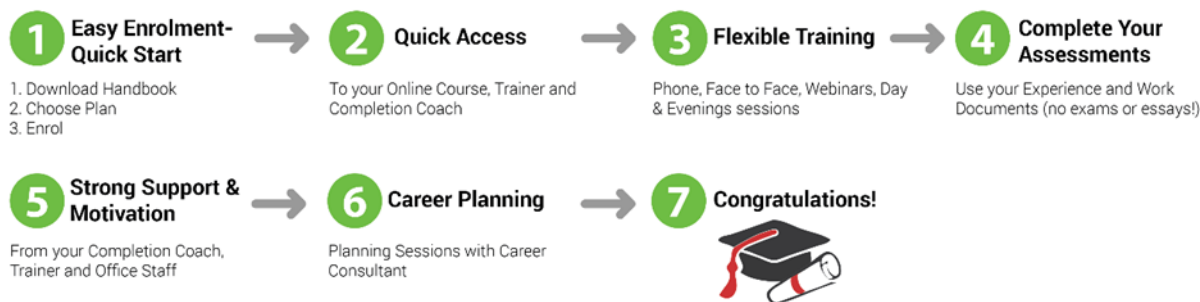 1
Easy Enrolment-
Quick Start
1. Download Handbook
2. Choose Plan
3. Enrol
2
Quick Access
To your Online Course, Trainer and
Completion Coach
3
Flexible Training
Phone, Face to Face, Webinars, Day
& Evenings sessions
4
Complete Your
Assessments
Use your Experience and Work
Documents (no exams or essays!)
5
Strong Support &
Motivation
From your Completion Coach,
Trainer and Office Staff
6
Career Planning
Planning Sessions with Career
Consultant
7
Congratulations!